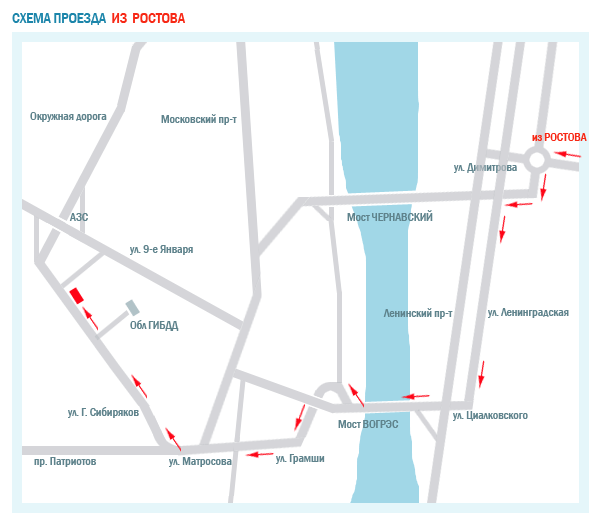 СХЕМА ПРОЕЗДА ИЗ РОСТОВА
Окружная дорога
Московский пр-т
из РОСТОВА
ул. Димитрова
АЗС
Мост ЧЕРНАВСКИЙ
ул. 9-е Января
Ленинский пр-т
ул. Ленинградская
Обл ГИБДД
ул. Г. Сибиряков
ул. Циалковского
Мост ВОГРЭС
пр. Патриотов
ул. Матросова
ул. Грамши